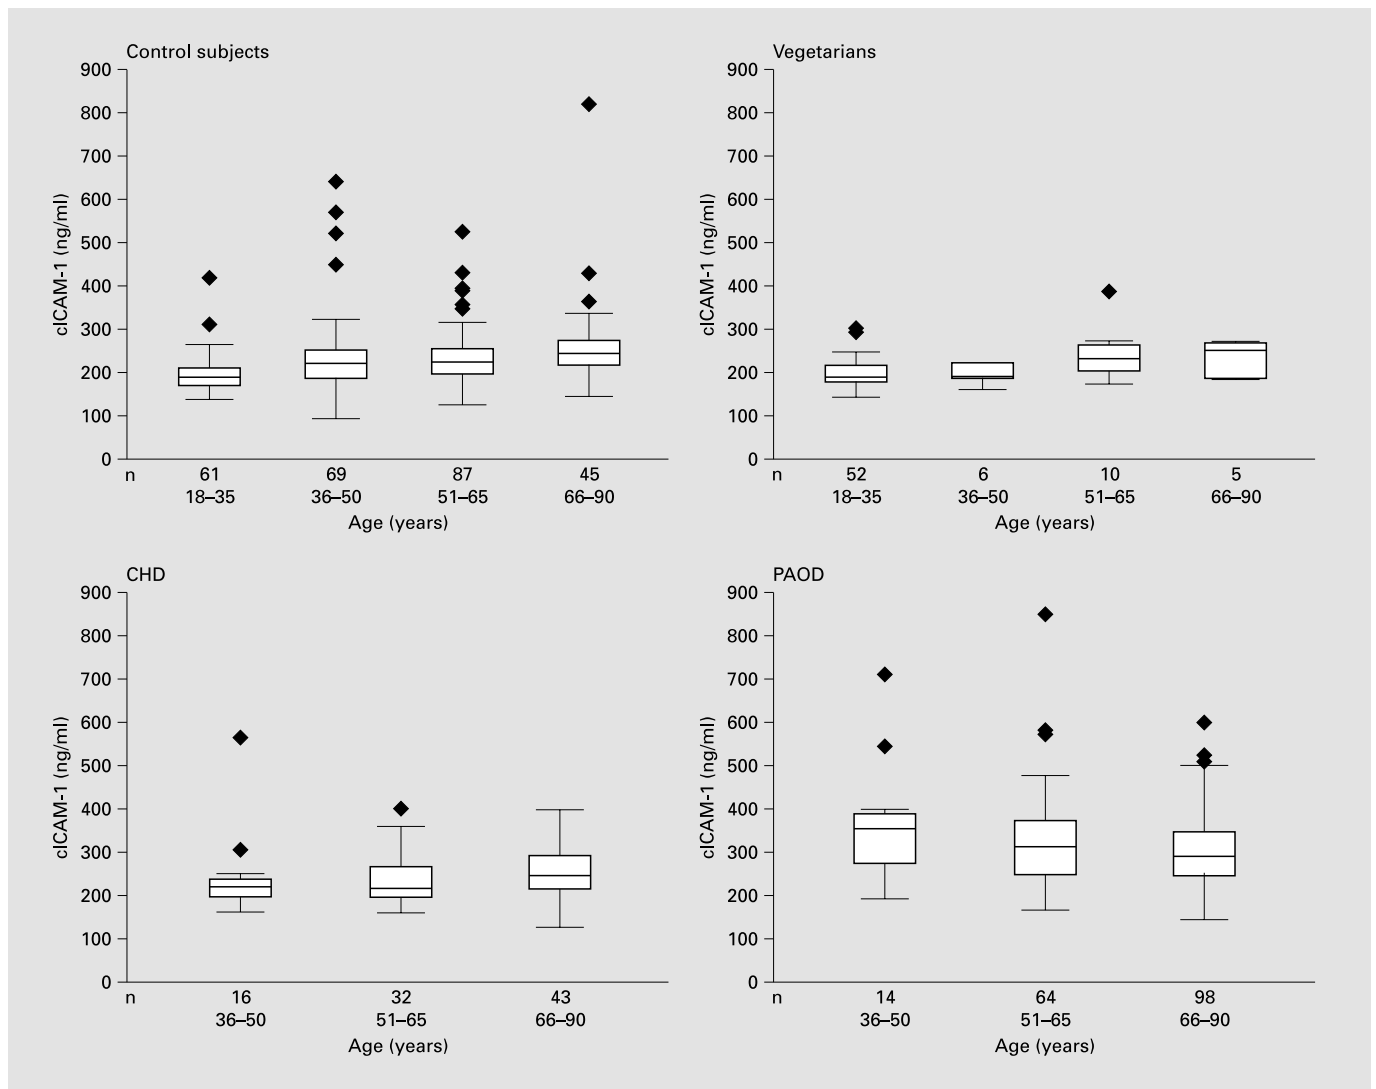 Control subjects
cICAM-1 (ng/ml)
900
800
700
600
500
400
300
200
100
0
n 61 69 87 45
18–35 36–50 51–65 66–90
Age (years)
Vegetarians
cICAM-1 (ng/ml)
900
800
700
600
500
400
300
200
100
0
n 52 6 10 5
18–35 36–50 51–65 66–90
Age (years)
CHD
cICAM-1 (ng/ml)
900
800
700
600
500
400
300
200
100
0
n 16 32 43
36–50 51–65 66–90
Age (years)
PAOD
cICAM-1 (ng/ml)
900
800
700
600
500
400
300
200
100
0
n 14 64 98
36–50 51–65 66–90
Age (years)